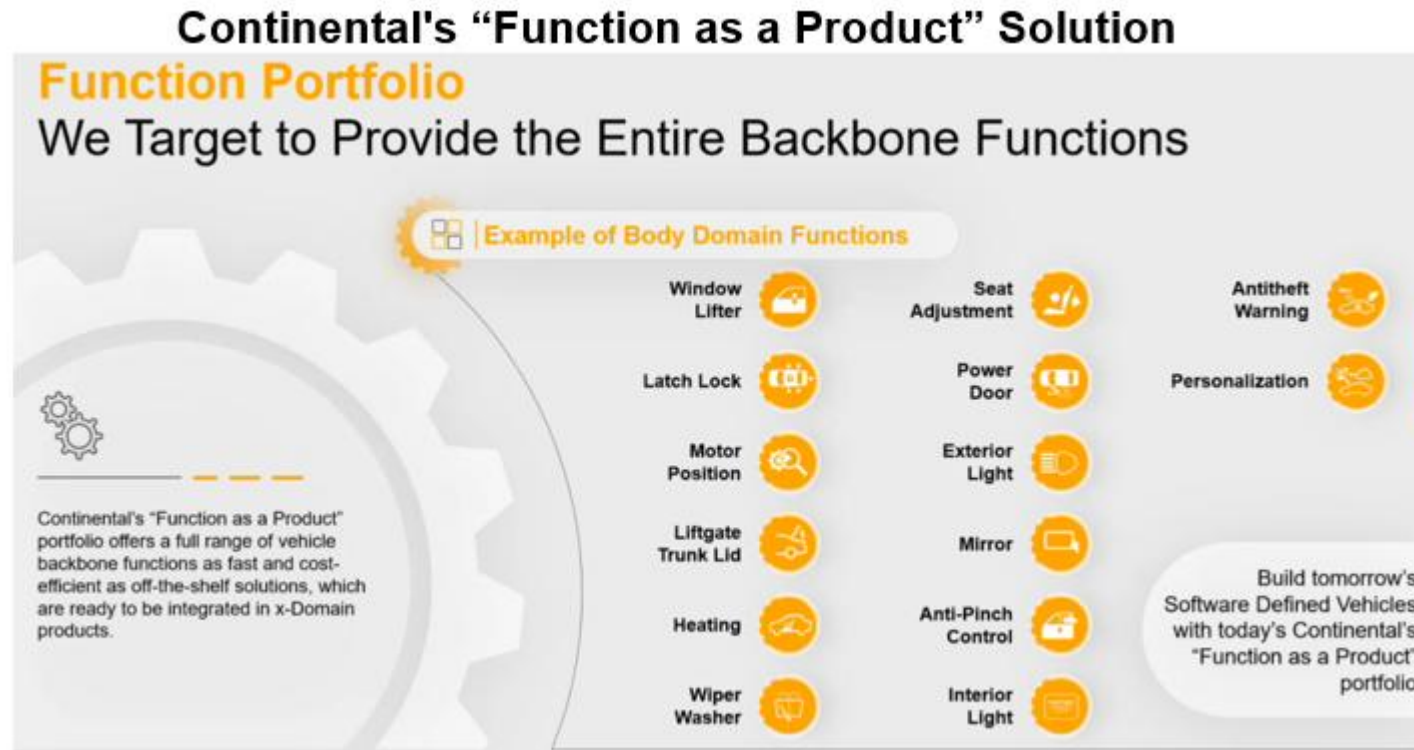 Continental's “Function as a Product” Solution
Function Portfolio
We Target to Provide the Entire Backbone Functions
Example of Body Domain Functions
Window
Lifter
Seat
Adjustment
Antitheft
Warning
Latch Lock
Power
Door
Personalization
Motor
Position
Exterior
Light
Liftgate
Trunk Lid
Mirror
Heating
Anti-Pinch
Control
Wiper
Washer
Interior
Light
Continental's “Function as a Product”
portfolio offers a full range of vehicle
backbone functions as fast and cost-
efficient as off-the-shelf solutions, which
are ready to be integrated in x-Domain
products.
Build tomorrow's
Software Defined Vehicles
with today's Continental's
“Function as a Product”
portfolio